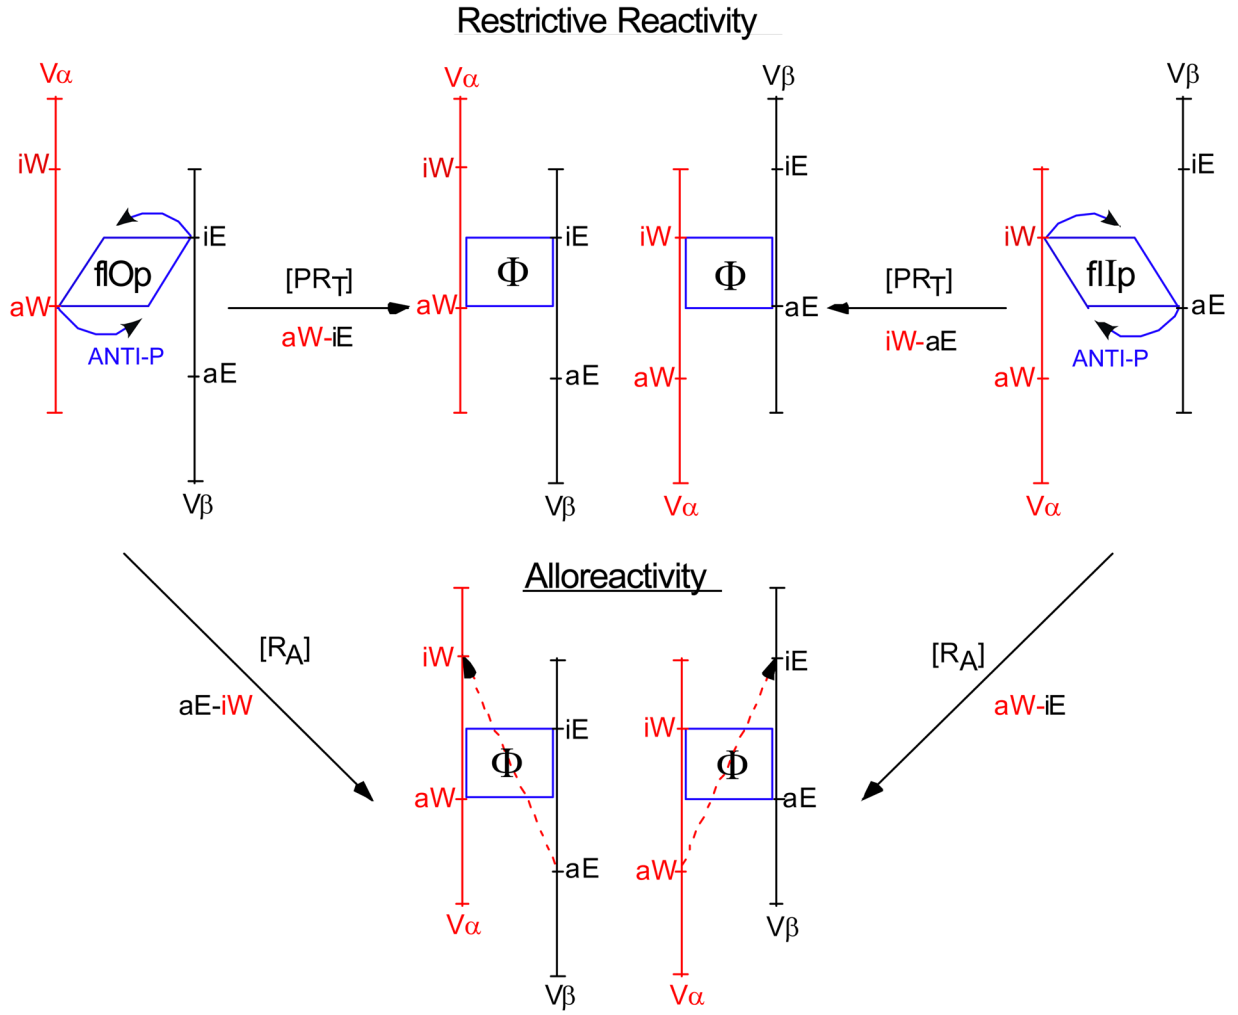 Restrictive Reactivity
Vα
Vα
Vβ
Vβ
iW
iW
iE
iE
iE
flOp
aW
ANTI-P
aE
Vβ
[PRT]
aW-iE
iE
Φ
aW
aE
Vβ
iW
Φ
aE
aW
Vα
[PRT]
iW-aE
iW
flIp
aE
ANTI-P
aW
Vα
Alloreactivity
[RA]
aE-iW
iW
iE
Φ
aW
aE
Vα
Vβ
iE
iW
Φ
aE
aW
Vβ
Vα
[RA]
aW-iE